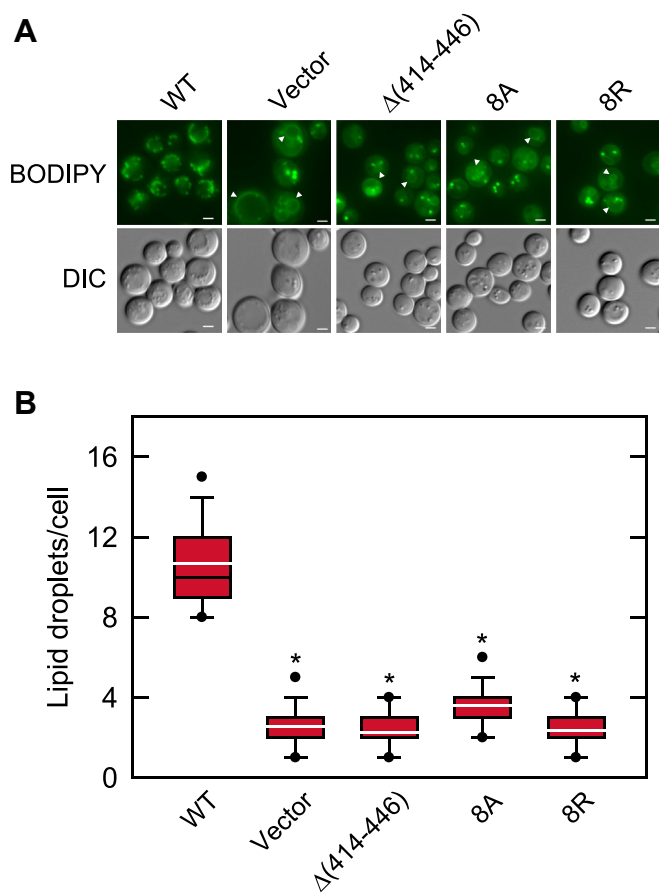 A
WT
Vector
Δ(414-446)
8A
8R
BODIPY
DIC
B
Lipid droplets/cell
16
12
8
4
0
*
*
*
*
WT
Vector
Δ(414-446)
8A
8R